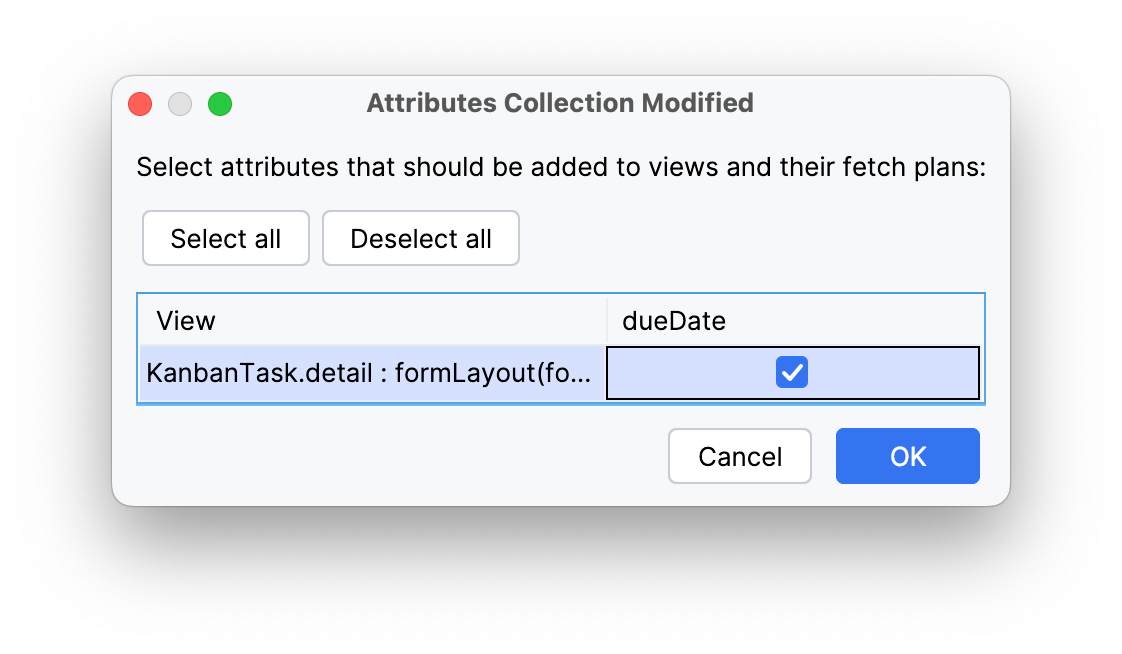 Attributes Collection Modified
Select attributes that should be added to views and their fetch plans:
Select all Deselect all
View dueDate
KanbanTask.detail : formLayout(fo...
Cancel OK